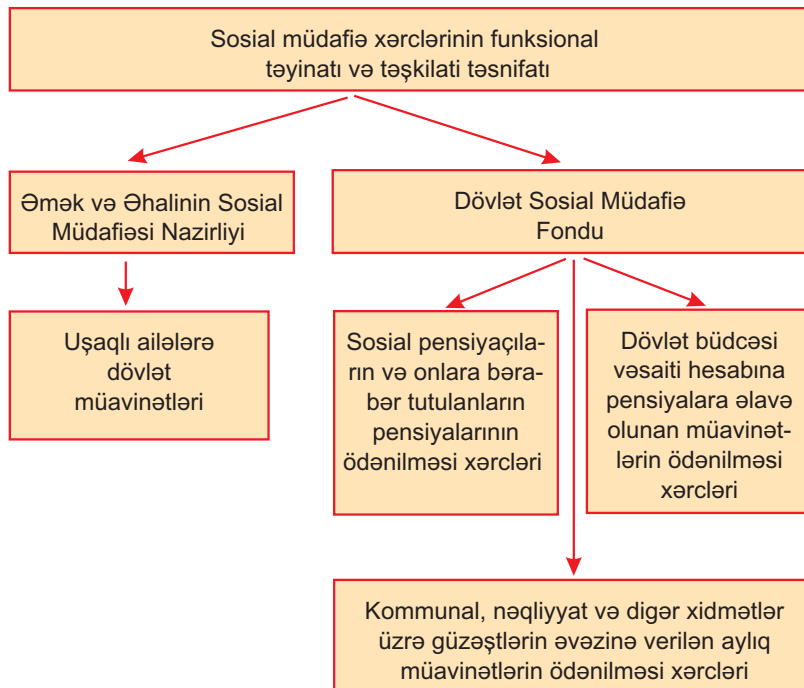 Sosial müdafiə xərclərinin funksional
təyinatı və təşkilati təsnifatı
Əmək və Əhalinin Sosial
Müdafiəsi Nazirliyi
Dövlət Sosial Müdafiə
Fondu
Uşaqlı ailələrə
dövlət
müavinətləri
Sosial pensiyaçıla-
rın və onlara bəra-
bər tutulanların
pensiyalarının
ödənilməsi xərcləri
Dövlət büdcəsi
vəsaiti hesabına
pensiyalara əlavə
olunan müavinət-
lərin ödənilməsi
xərcləri
Kommunal, nəqliyyat və digər xidmətlər
üzrə güzəştlərin əvəzinə verilən aylıq
müavinətlərin ödənilməsi xərcləri